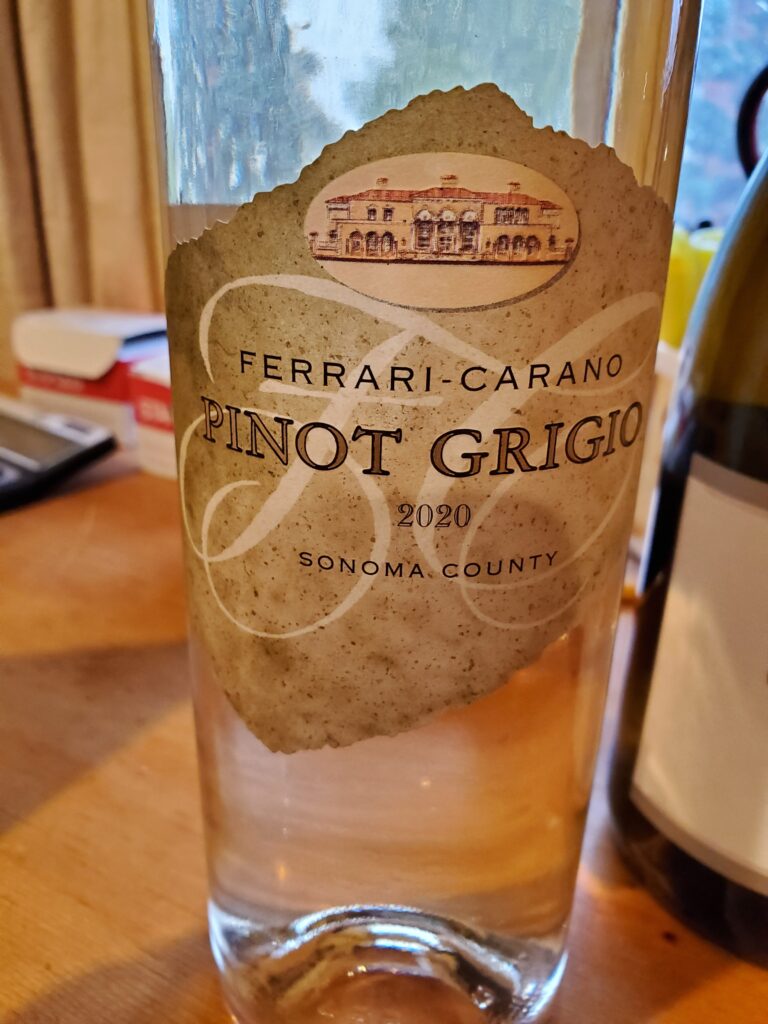 FERRARI-CARANO
PINOT GRIGIO
2020
SONOMA COUNTY